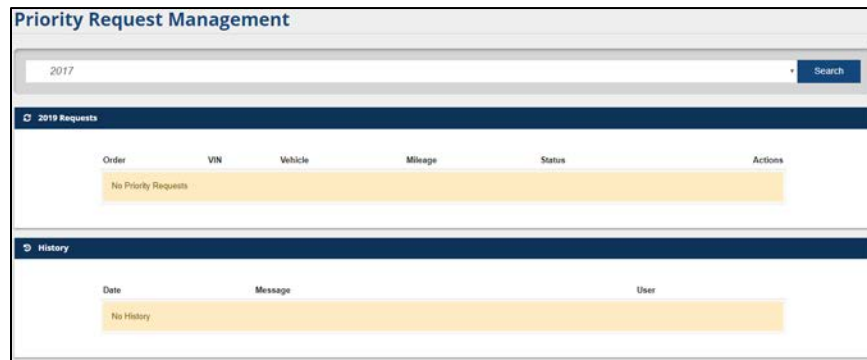 Priority Request Management
2017 Search
2019 Requests
Order VIN Vehicle Mileage Status Actions
No Priority Requests
History
Date Message User
No History